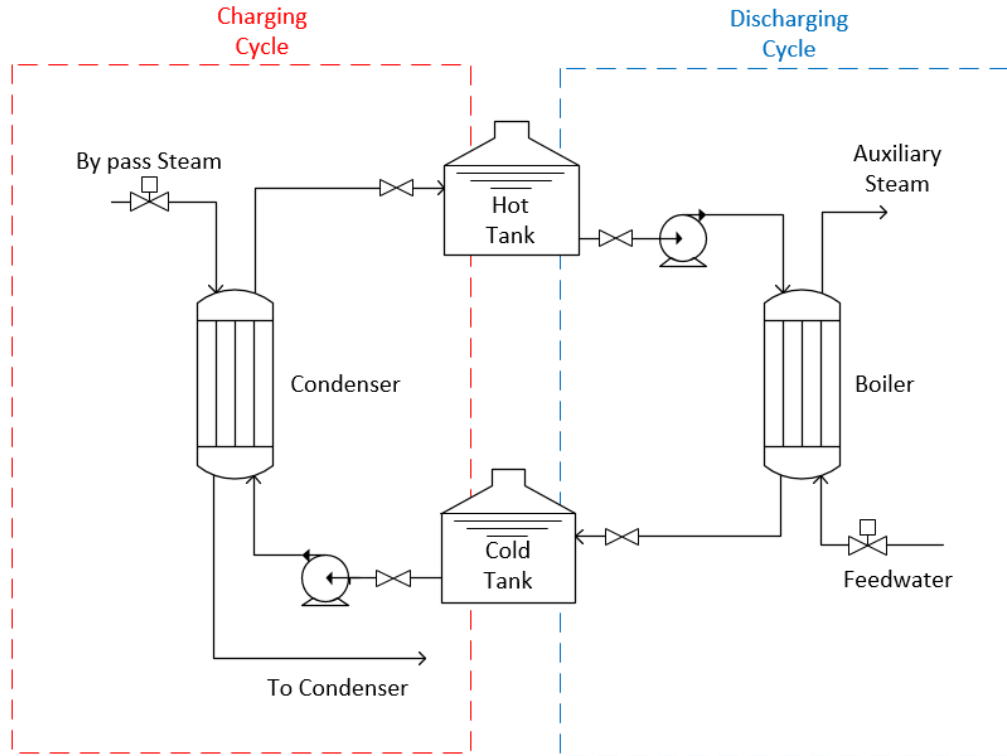 Charging
Cycle
Discharging
Cycle
By pass Steam
Auxiliary
Steam
Hot
Tank
Condenser
Boiler
Cold
Tank
Feedwater
To Condenser